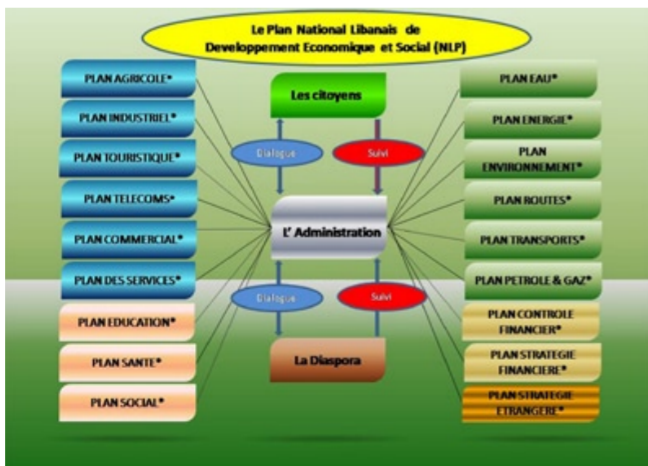 Le Plan National Libanais de
Developpement Economique et Social (NLP)
PLAN AGRICOLE*
PLAN INDUSTRIEL*
PLAN TOURISTIQUE*
PLAN TELECOMS*
PLAN COMMERCIAL*
PLAN DES SERVICES*
PLAN EDUCATION*
PLAN SANTE*
PLAN SOCIAL*
Les citoyens
Dialogue
Suivi
L' Administration
Dialogue
Suivi
La Diaspora
PLAN EAU*
PLAN ENERGIE*
PLAN
ENVIRONNEMENT*
PLAN ROUTES*
PLAN TRANSPORTS*
PLAN PETROLE & GAZ*
PLAN CONTROLE
FINANCIER*
PLAN STRATEGIE
FINANCIERE*
PLAN STRATEGIE
ETRANGERE*